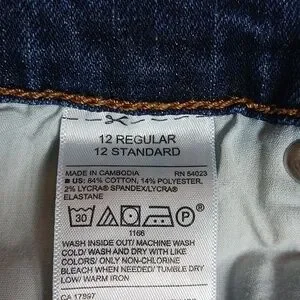 12 REGULAR
12 STANDARD
MADE IN CAMBODIA RN 54023
■ US: 84% COTTON, 14% POLYESTER,
2% LYCRA® SPANDEX/LYCRA®
ELASTANE
30
1166
WASH INSIDE OUT/ MACHINE WASH
COLD/ WASH AND DRY WITH LIKE
COLORS/ ONLY NON-CHLORINE
BLEACH WHEN NEEDED/ TUMBLE DRY
LOW/ WARM IRON
CA 17897